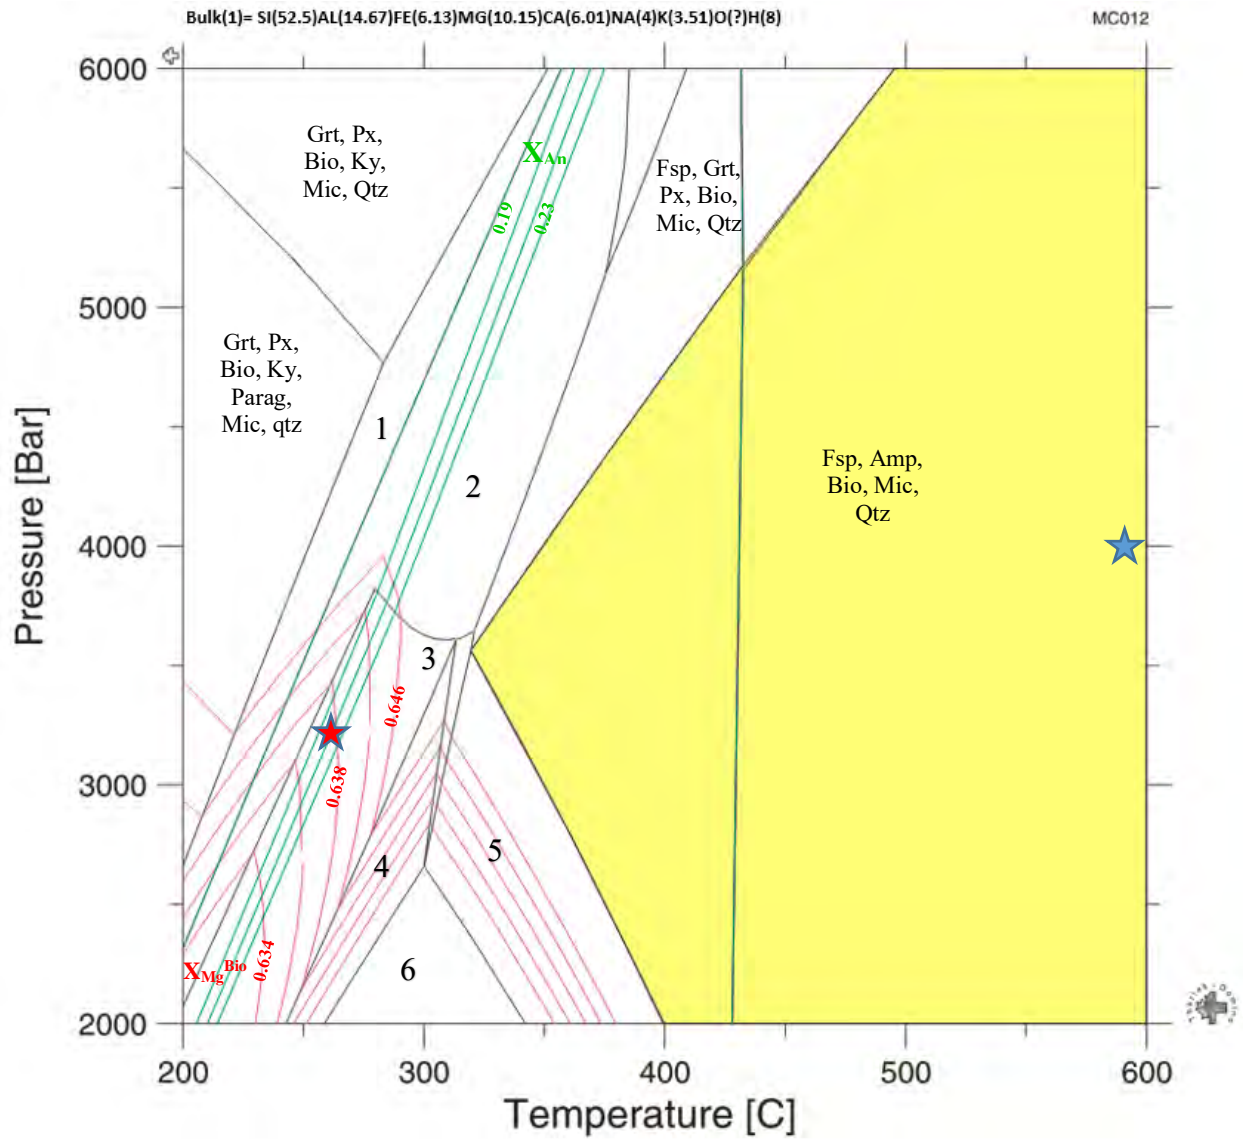 Bulk(1)= SI(52.5)AL(14.67)FE(6.13)MG(10.15)CA(6.01)NA(4)K(3.51)O(?)H(8)
MC012
6000
5000
4000
3000
2000
Pressure [Bar]
Grt, Px,
Bio, Ky,
Mic, Qtz
X An
0.19
0.23
Fsp, Grt,
Px, Bio,
Mic, Qtz
Grt, Px,
Bio, Ky,
Parag,
Mic, qtz
1
2
Fsp, Amp,
Bio, Mic,
Qtz
3
0.646
0.638
4
5
0.634
XMg Bio
6
200
300
400
500
600
Temperature [C]